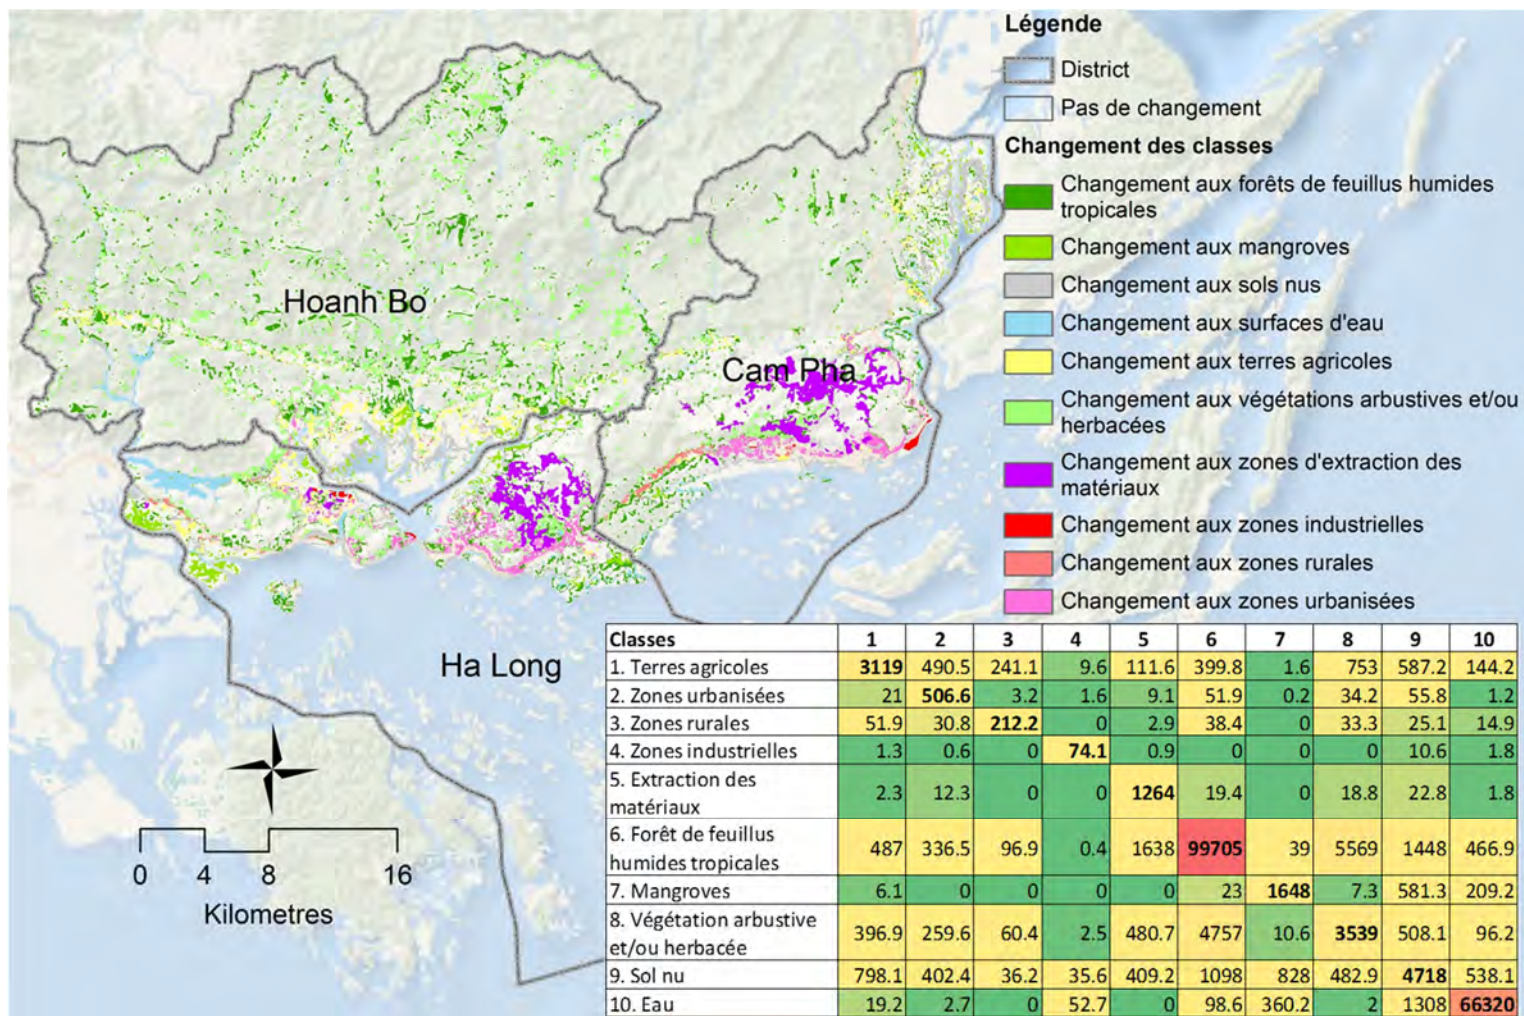 Légende
District
Pas de changement
Changement des classes
Changement aux forêts de feuillus humides
tropicales
Changement aux mangroves
Changement aux sols nus
Changement aux surfaces d'eau
Changement aux terres agricoles
Changement aux végétations arbustives et/ou
herbacées
Changement aux zones d'extraction des
matériaux
Changement aux zones industrielles
Changement aux zones rurales
Changement aux zones urbanisées
Hoanh Bo
Cam Pha
Ha Long
0 4 8 16
Kilometres
Classes 1 2 3 4 5 6 7 8 9 10
1. Terres agricoles 3119 490.5 241.1 9.6 111.6 399.8 1.6 753 587.2 144.2
2. Zones urbanisées 21 506.6 3.2 1.6 9.1 51.9 0.2 34.2 55.8 1.2
3. Zones rurales 51.9 30.8 212.2 0 2.9 38.4 0 33.3 25.1 14.9
4. Zones industrielles 1.3 0.6 0 74.1 0.9 0 0 0 10.6 1.8
5. Extraction des
matériaux 2.3 12.3 0 0 1264 19.4 0 18.8 22.8 1.8
6. Forêt de feuillus
humides tropicales 487 336.5 96.9 0.4 1638 99705 39 5569 1448 466.9
7. Mangroves 6.1 0 0 0 0 23 1648 7.3 581.3 209.2
8. Végétation arbustive
et/ou herbacée 396.9 259.6 60.4 2.5 480.7 4757 10.6 3539 508.1 96.2
9. Sol nu 798.1 402.4 36.2 35.6 409.2 1098 828 482.9 4718 538.1
10. Eau 19.2 2.7 0 52.7 0 98.6 360.2 2 1308 66320